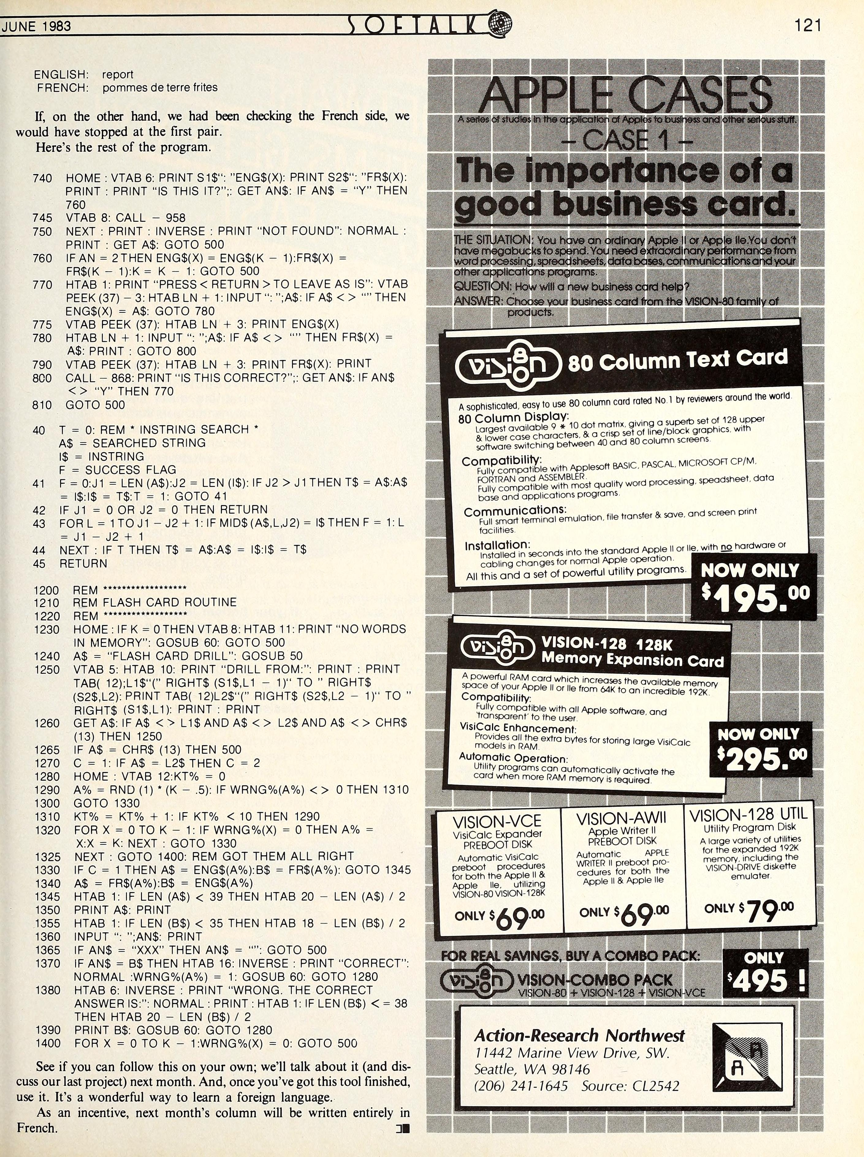 JUNE 1983
SOFTALK
121
ENGLISH: report
FRENCH: pommes de terre frites
If, on the other hand, we had been checking the French side, we
would have stopped at the first pair.
Here's the rest of the program.
740 HOME : VTAB 6: PRINT S1$": "ENG$(X): PRINT S2$": "FR$(X):
PRINT : PRINT "IS THIS IT?";: GET AN$: IF AN$ = "Y" THEN
760
745 VTAB 8: CALL – 958
750 NEXT : PRINT : INVERSE : PRINT "NOT FOUND": NORMAL :
PRINT : GET A$: GOTO 500
760 IF AN = 2 THEN ENG$(X) = ENG$(K – 1):FR$(X) =
FR$(K – 1):K = K – 1: GOTO 500
770 HTAB 1: PRINT "PRESS < RETURN > TO LEAVE AS IS": VTAB
PEEK (37) – 3: HTAB LN + 1: INPUT ": ";A$: IF A$ < > "" THEN
ENG$(X) = A$: GOTO 780
775 VTAB PEEK (37): HTAB LN + 3: PRINT ENG$(X)
780 HTAB LN + 1: INPUT ": ";A$: IF A$ < > "" THEN FR$(X) =
A$: PRINT : GOTO 800
790 VTAB PEEK (37): HTAB LN + 3: PRINT FR$(X): PRINT
800 CALL – 868: PRINT "IS THIS CORRECT?";: GET AN$: IF AN$
< > "Y" THEN 770
810 GOTO 500
40 T = 0: REM * INSTRING SEARCH *
A$ = SEARCHED STRING
I$ = INSTRING
F = SUCCESS FLAG
41 F = 0:J1 = LEN (A$):J2 = LEN (I$): IF J2 > J1 THEN T$ = A$:A$
= I$:I$ = T$:T = 1: GOTO 41
42 IF J1 = 0 OR J2 = 0 THEN RETURN
43 FOR L = 1 TO J1 – J2 + 1: IF MID$ (A$,L,J2) = I$ THEN F = 1: L
= J1 – J2 + 1
44 NEXT : IF T THEN T$ = A$:A$ = I$:I$ = T$
45 RETURN
1200 REM ******************
1210 REM FLASH CARD ROUTINE
1220 REM ******************
1230 HOME : IF K = 0 THEN VTAB 8: HTAB 11: PRINT "NO WORDS
IN MEMORY": GOSUB 60: GOTO 500
1240 A$ = "FLASH CARD DRILL": GOSUB 50
1250 VTAB 5: HTAB 10: PRINT "DRILL FROM:": PRINT : PRINT
TAB( 12);L1$"(" RIGHT$ (S1$,L1 – 1)" TO " RIGHT$
(S2$,L2): PRINT TAB( 12)L2$"(" RIGHT$ (S2$,L2 – 1)" TO "
RIGHT$ (S1$,L1): PRINT : PRINT
1260 GET A$: IF A$ < > L1$ AND A$ < > L2$ AND A$ < > CHR$
(13) THEN 1250
1265 IF A$ = CHR$ (13) THEN 500
1270 C = 1: IF A$ = L2$ THEN C = 2
1280 HOME : VTAB 12:KT% = 0
1290 A% = RND (1) * (K – .5): IF WRNG%(A%) < > 0 THEN 1310
1300 GOTO 1330
1310 KT% = KT% + 1: IF KT% < 10 THEN 1290
1320 FOR X = 0 TO K – 1: IF WRNG%(X) = 0 THEN A% =
X:X = K: NEXT : GOTO 1330
1325 NEXT : GOTO 1400: REM GOT THEM ALL RIGHT
1330 IF C = 1 THEN A$ = ENG$(A%):B$ = FR$(A%): GOTO 1345
1340 A$ = FR$(A%):B$ = ENG$(A%)
1345 HTAB 1: IF LEN (A$) < 39 THEN HTAB 20 – LEN (A$) / 2
1350 PRINT A$: PRINT
1355 HTAB 1: IF LEN (B$) < 35 THEN HTAB 18 – LEN (B$) / 2
1360 INPUT ": ";AN$: PRINT
1365 IF AN$ = "XXX" THEN AN$ = "": GOTO 500
1370 IF AN$ = B$ THEN HTAB 16: INVERSE : PRINT "CORRECT":
NORMAL :WRNG%(A%) = 1: GOSUB 60: GOTO 1280
1380 HTAB 6: INVERSE : PRINT "WRONG. THE CORRECT
ANSWER IS:": NORMAL : PRINT : HTAB 1: IF LEN (B$) < = 38
THEN HTAB 20 – LEN (B$) / 2
1390 PRINT B$: GOSUB 60: GOTO 1280
1400 FOR X = 0 TO K – 1:WRNG%(X) = 0: GOTO 500
See if you can follow this on your own; we'll talk about it (and dis-
cuss our last project) next month. And, once you've got this tool finished,
use it. It's a wonderful way to learn a foreign language.
As an incentive, next month's column will be written entirely in
French.
APPLE CASES
A series of studies in the application of Apples to business and other serious stuff.
– CASE 1 –
The importance of a
good business card.
THE SITUATION: You have an ordinary Apple II or Apple IIe. You don't
have megabucks to spend. You need extraordinary performance from
word processing, spreadsheets, data bases, communications and your
other applications programs.
QUESTION: How will a new business card help?
ANSWER: Choose your business card from the VISION-80 family of
products.
VISION 80 80 Column Text Card
A sophisticated, easy to use 80 column card rated No. 1 by reviewers around the world.
80 Column Display:
Largest available 9 * 10 dot matrix, giving a superb set of 128 upper
& lower case characters, & a crisp set of line/block graphics, with
software switching between 40 and 80 column screens.
Compatibility:
Fully compatible with Applesoft BASIC, PASCAL, MICROSOFT CP/M,
FORTRAN and ASSEMBLER
Fully compatible with most quality word processing, speadsheet, data
base and applications programs.
Communications:
Full smart terminal emulation, file transfer & save, and screen print
facilities.
Installation:
Installed in seconds into the standard Apple II or IIe, with no hardware or
cabling changes for normal Apple operation.
All this and a set of powerful utility programs.
NOW ONLY
$195.00
VISION 80 VISION-128 128K
Memory Expansion Card
A powerful RAM card which increases the available memory
space of your Apple II or IIe from 64K to an incredible 192K.
Compatibility:
Fully compatible with all Apple software, and
'transparent' to the user.
VisiCalc Enhancement:
Provides all the extra bytes for storing large VisiCalc
models in RAM.
Automatic Operation:
Utility programs can automatically activate the
card when more RAM memory is required.
NOW ONLY
$295.00
VISION-VCE
VisiCalc Expander
PREBOOT DISK
Automatic VisiCalc
preboot procedures
for both the Apple II &
Apple IIe, utilizing
VISION-80 VISION-128K
ONLY $69.00
VISION-AWII
Apple Writer II
PREBOOT DISK
Automatic APPLE
WRITER II preboot pro-
cedures for both the
Apple II & Apple IIe
ONLY $69.00
VISION-128 UTIL
Utility Program Disk
A large variety of utilities
for the expanded 192K
memory, including the
VISION-DRIVE diskette
emulater.
ONLY $79.00
FOR REAL SAVINGS, BUY A COMBO PACK:
VISION 80 VISION-COMBO PACK
VISION-80 + VISION-128 + VISION-VCE
ONLY
$495 !
Action-Research Northwest
11442 Marine View Drive, SW.
Seattle, WA 98146
(206) 241-1645 Source: CL2542